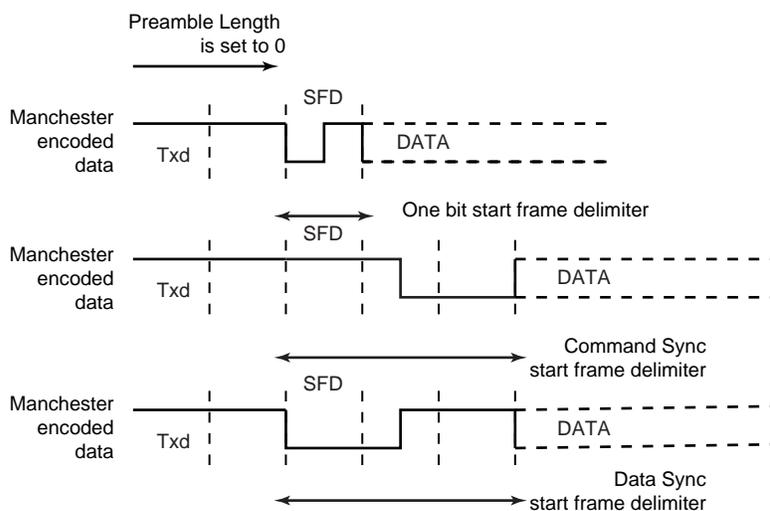 Preamble Length
is set to 0
SFD
Manchester
encoded
data
Txd
DATA
One bit start frame delimiter
SFD
Manchester
encoded
data
Txd
DATA
Command Sync
start frame delimiter
SFD
Manchester
encoded
data
Txd
DATA
Data Sync
start frame delimiter